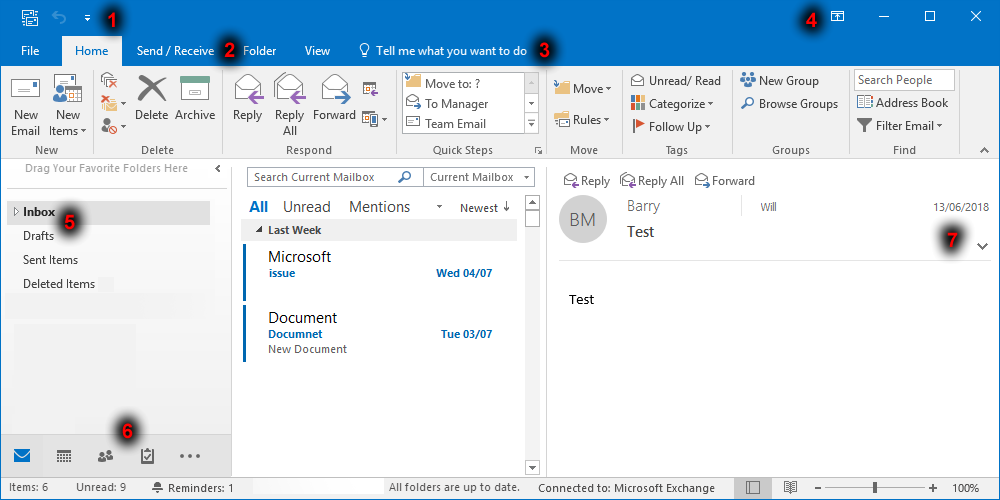 1 4
File Home Send / Receive 2 Folder View Tell me what you want to do 3
New Email New Items Delete Archive Reply Reply All Forward Move to: ? To Manager Team Email Move Rules Unread/ Read Categorize Follow Up New Group Browse Groups Search People Address Book Filter Email
New Delete Respond Quick Steps Move Tags Groups Find
Drag Your Favorite Folders Here
Inbox 5
Drafts
Sent Items
Deleted Items
6
Search Current Mailbox Current Mailbox
All Unread Mentions Newest ↓
Last Week
Microsoft
issue Wed 04/07
Document
Documnet Tue 03/07
New Document
Reply Reply All Forward
BM Barry Will 13/06/2018
Test 7
Test
Items: 6 Unread: 9 Reminders: 1 All folders are up to date. Connected to: Microsoft Exchange 100%